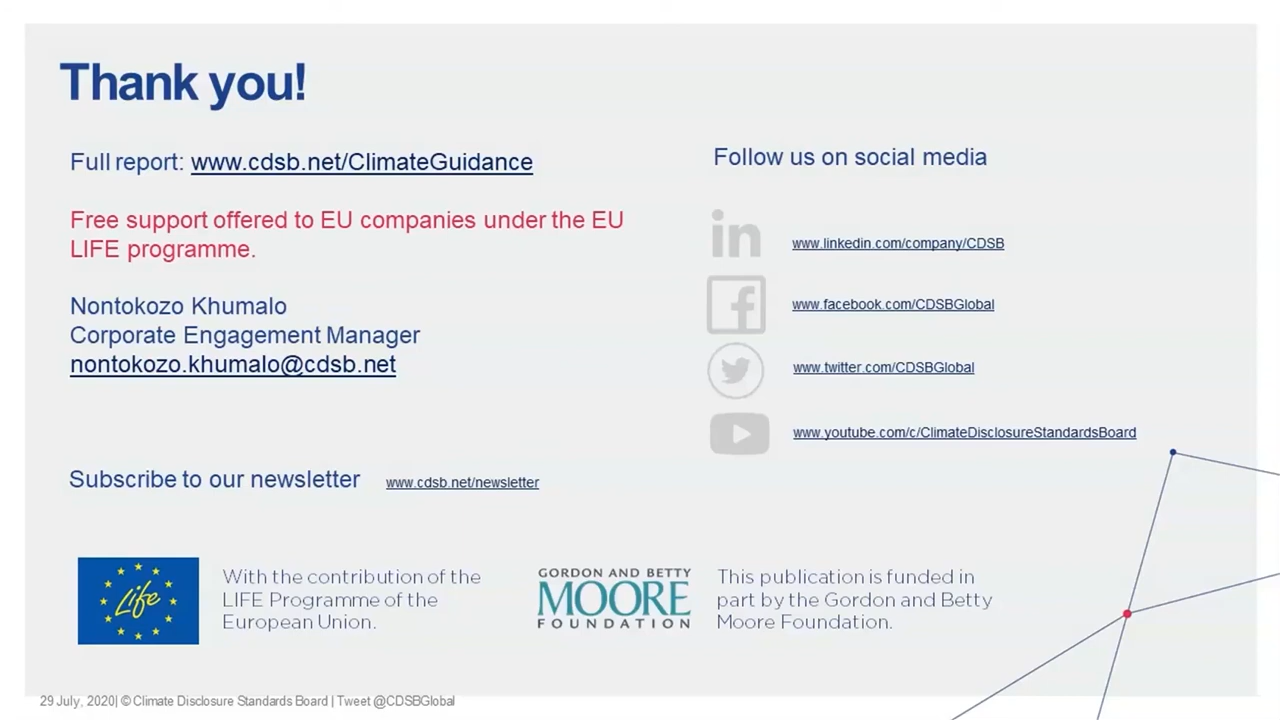 Thank you!
Full report: www.cdsb.net/ClimateGuidance
Free support offered to EU companies under the EU
LIFE programme.
Nontokozo Khumalo
Corporate Engagement Manager
nontokozo.khumalo@cdsb.net
Subscribe to our newsletter www.cdsb.net/newsletter
Follow us on social media
in www.linkedin.com/company/CDSB
f www.facebook.com/CDSBGlobal
www.twitter.com/CDSBGlobal
www.youtube.com/c/ClimateDisclosureStandardsBoard
Life
With the contribution of the
LIFE Programme of the
European Union.
GORDON AND BETTY
MOORE
FOUNDATION
This publication is funded in
part by the Gordon and Betty
Moore Foundation.
29 July, 2020| © Climate Disclosure Standards Board | Tweet @CDSBGlobal